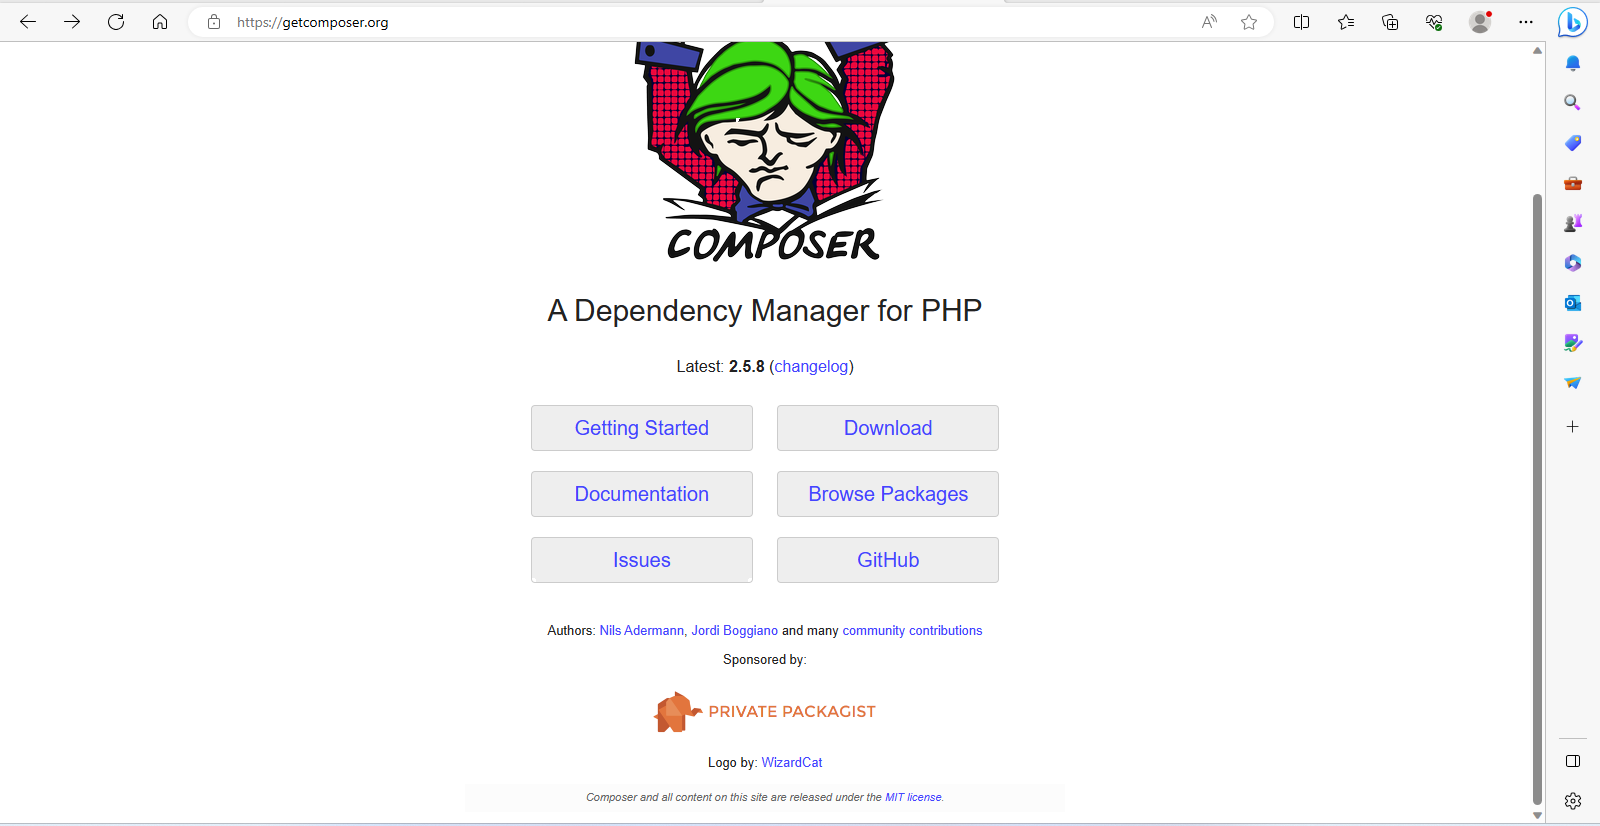 https://getcomposer.org
COMPOSER
A Dependency Manager for PHP
Latest: 2.5.8 (changelog)
Getting Started
Download
Documentation
Browse Packages
Issues
GitHub
Authors: Nils Adermann, Jordi Boggiano and many community contributions
Sponsored by:
PRIVATE PACKAGIST
Logo by: WizardCat
Composer and all content on this site are released under the MIT license.